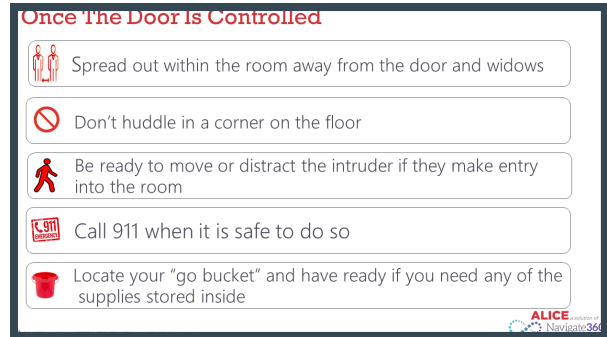 Once The Door Is Controlled
Spread out within the room away from the door and widows
Don't huddle in a corner on the floor
Be ready to move or distract the intruder if they make entry
into the room
911
EMERGENCY
Call 911 when it is safe to do so
Locate your “go bucket” and have ready if you need any of the
supplies stored inside
ALICE a solution of
Navigate360